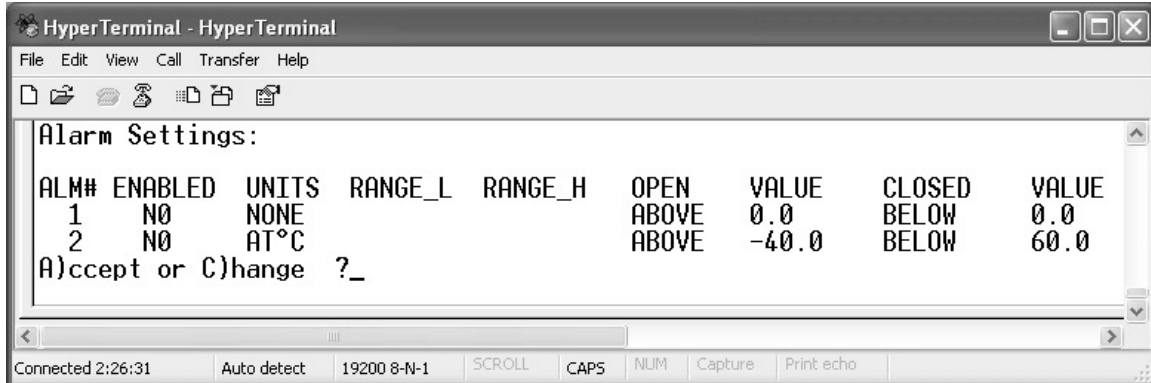 HyperTerminal - HyperTerminal
File Edit View Call Transfer Help
Alarm Settings:
ALM# ENABLED UNITS RANGE_L RANGE_H OPEN VALUE CLOSED VALUE
1 NO NONE ABOVE 0.0 BELOW 0.0
2 NO AT°C ABOVE -40.0 BELOW 60.0
A)ccept or C)hange ?_
Connected 2:26:31 Auto detect 19200 8-N-1 SCROLL CAPS NUM Capture Print echo